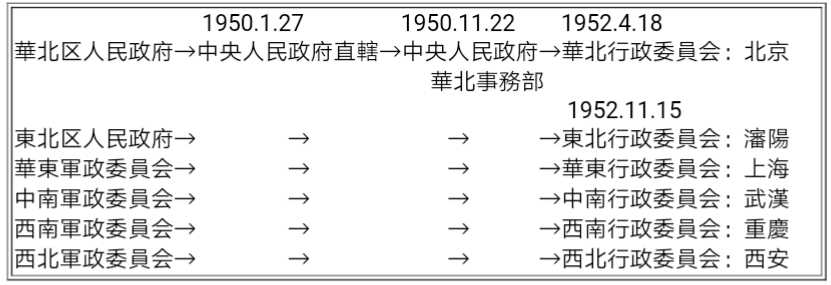 1950.1.27 1950.11.22 1952.4.18
華北区人民政府→中央人民政府直轄→中央人民政府→華北行政委員会：北京
華北事務部
1952.11.15
東北区人民政府→ → → →東北行政委員会：瀋陽
華東軍政委員会→ → → →華東行政委員会：上海
中南軍政委員会→ → → →中南行政委員会：武漢
西南軍政委員会→ → → →西南行政委員会：重慶
西北軍政委員会→ → → →西北行政委員会：西安